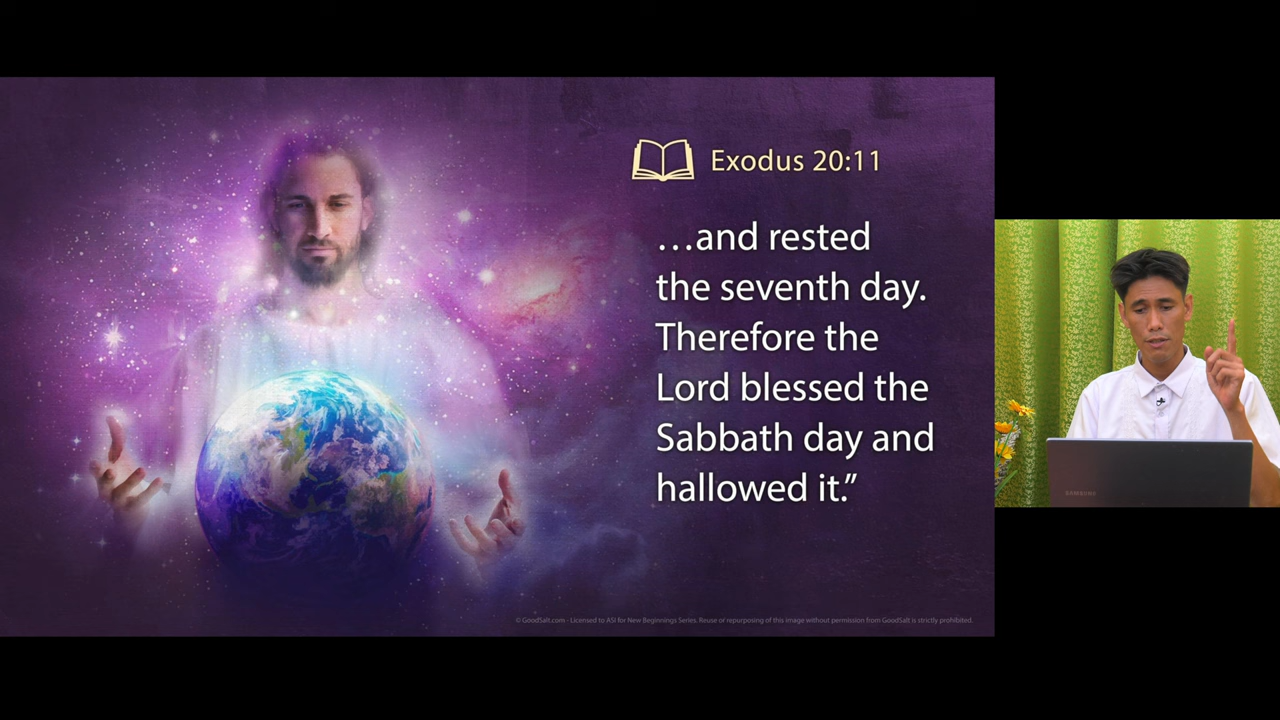 Exodus 20:11
…and rested
the seventh day.
Therefore the
Lord blessed the
Sabbath day and
hallowed it.”
SAMSUNG
© GoodSalt.com - Licensed to ASI for New Beginnings Series. Reuse or repurposing of this image without permission from GoodSalt is strictly prohibited.